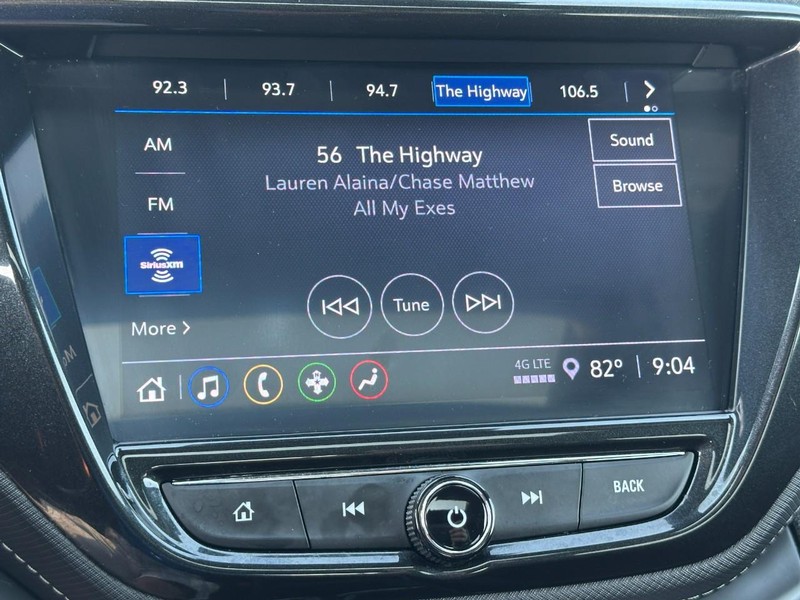 92.3 93.7 94.7 The Highway 106.5
AM
56 The Highway
Sound
Lauren Alaina/Chase Matthew
Browse
FM
All My Exes
SiriusXM
Tune
More
4G LTE
82° 9:04
BACK